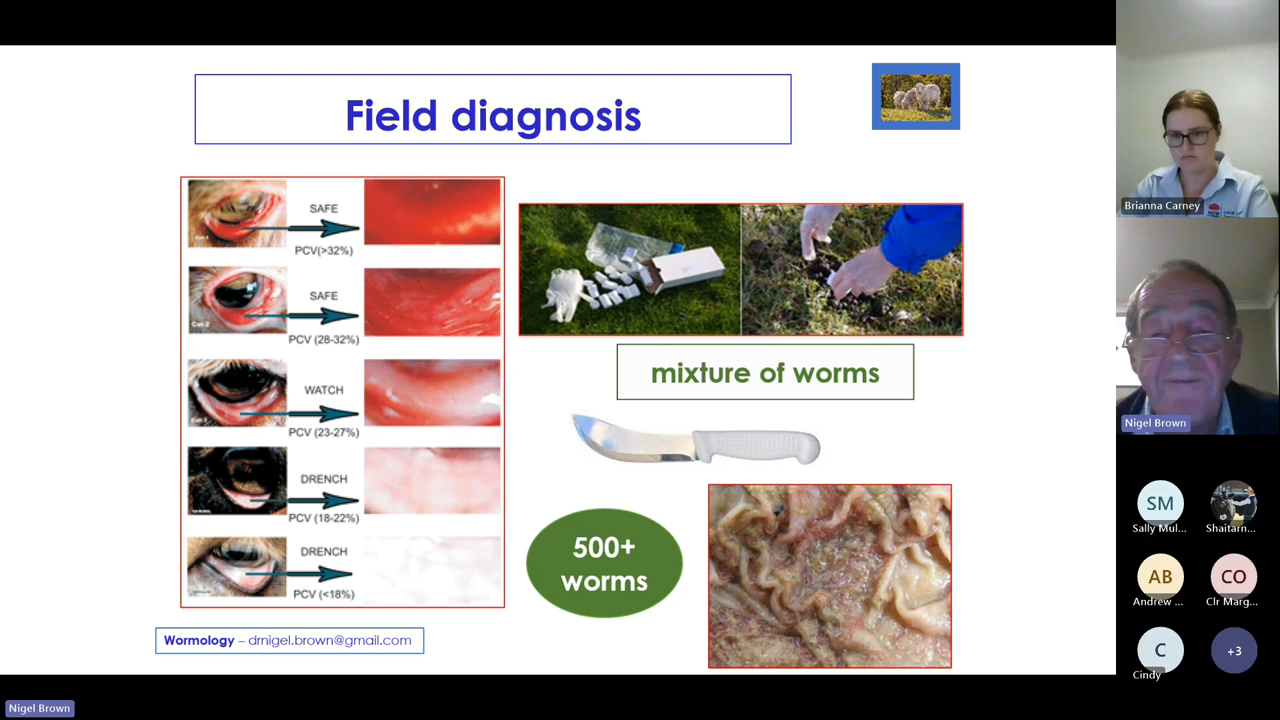 Field diagnosis
SAFE
PCV(>32%)
SAFE
PCV (28-32%)
WATCH
PCV (23-27%)
DRENCH
PCV (18-22%)
DRENCH
PCV (<18%)
mixture of worms
500+
worms
Wormology – drnigel.brown@gmail.com
Brianna Carney
Nigel Brown
SM
Sally Mul...
Shaitarn...
AB
Andrew ...
CO
Clr Marg...
C
Cindy
+3
Nigel Brown